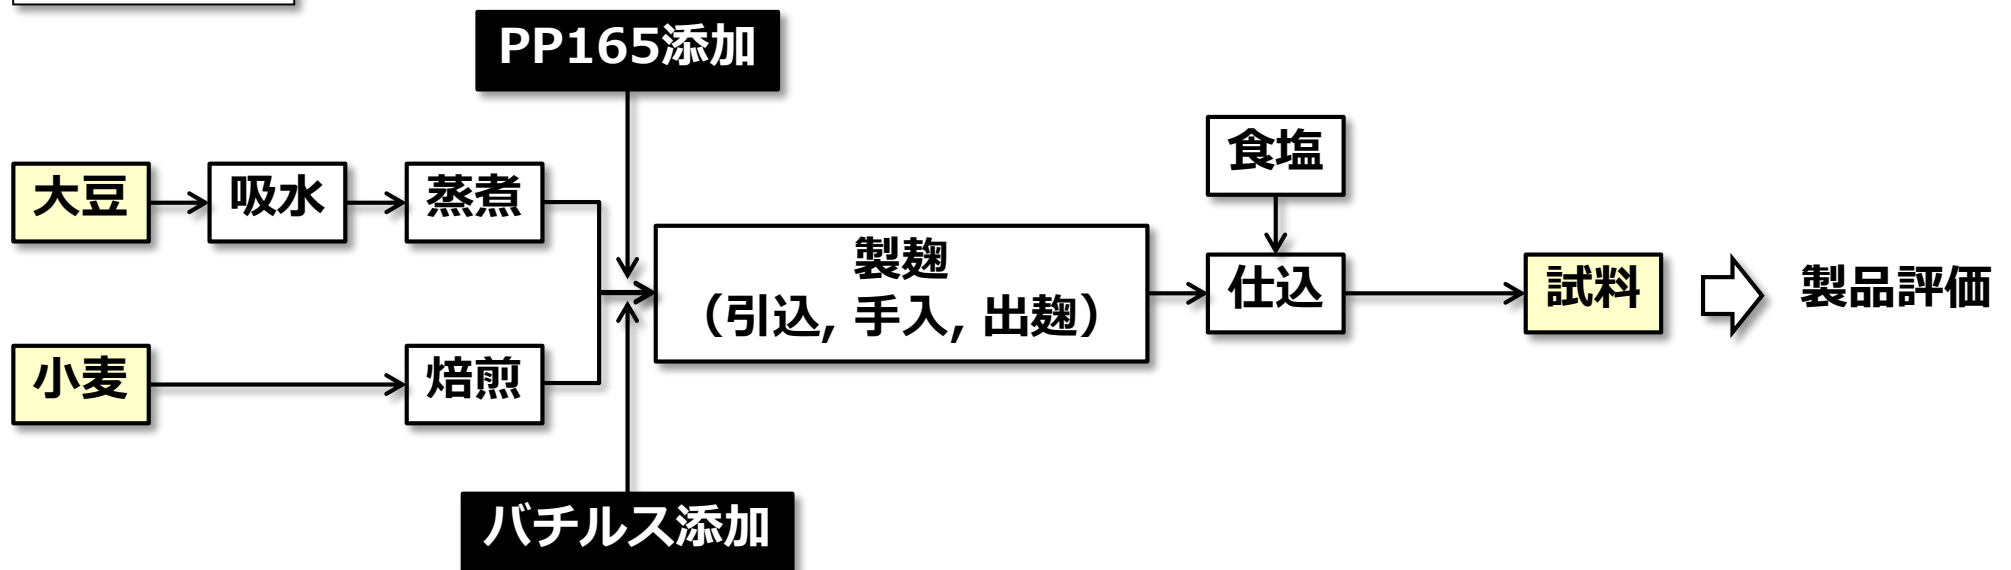 PP165添加
食塩
大豆
吸水
蒸煮
製麹
（引込, 手入, 出麹）
仕込
試料
製品評価
小麦
焙煎
バチルス添加